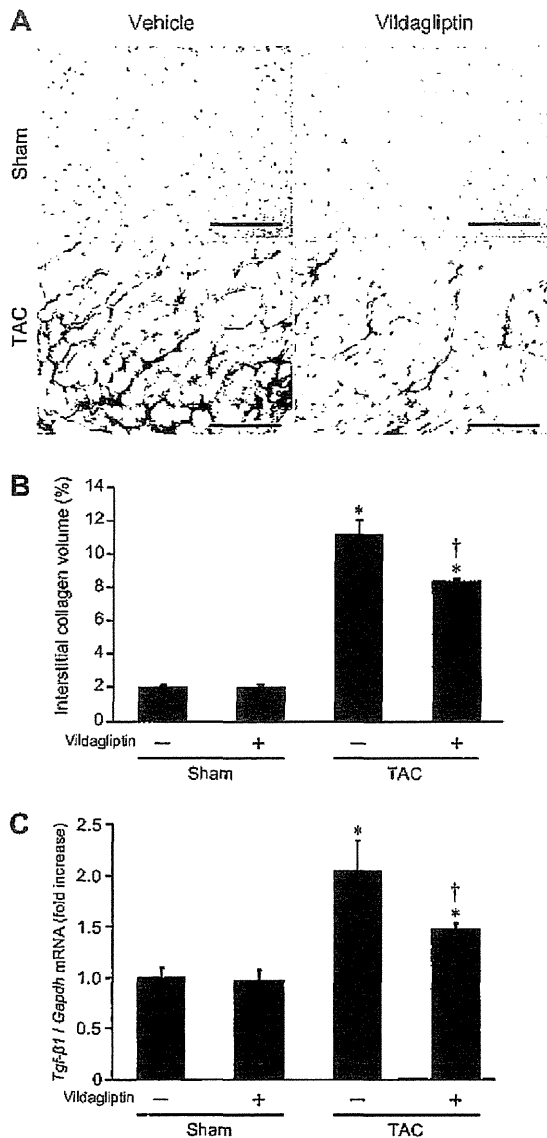 A
Vehicle Vildagliptin
Sham
TAC
B
Interstitial collagen volume (%)
14
12
10
8
6
4
2
0
*
†
*
Vildagliptin — + — +
Sham TAC
C
Tgf-β1 / Gapdh mRNA (fold increase)
2.5
2.0
1.5
1.0
0.5
0
*
†
*
Vildagliptin — + — +
Sham TAC